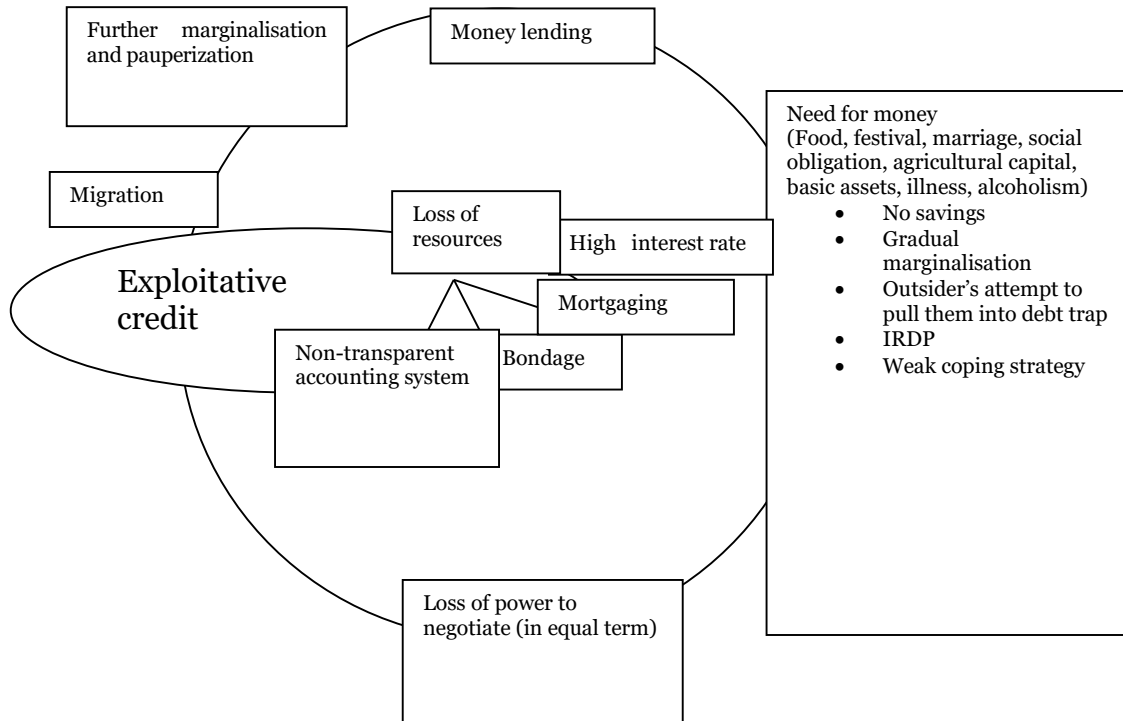 Further marginalisation
and pauperization
Money lending
Need for money
(Food, festival, marriage, social
obligation, agricultural capital,
basic assets, illness, alcoholism)
• No savings
• Gradual
marginalisation
• Outsider’s attempt to
pull them into debt trap
• IRDP
• Weak coping strategy
Migration
Loss of
resources
High interest rate
Exploitative
credit
Mortgaging
Non-transparent
accounting system
Bondage
Loss of power to
negotiate (in equal term)